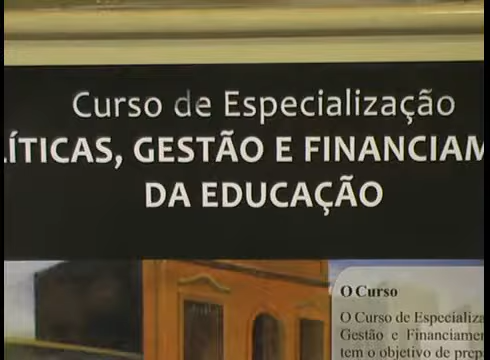 Curso de Especialização
LÍTICAS, GESTÃO E FINANCIAM
DA EDUCAÇÃO
O Curso
O Curso de Especializa
Gestão e Financiamen
tem o objetivo de prep